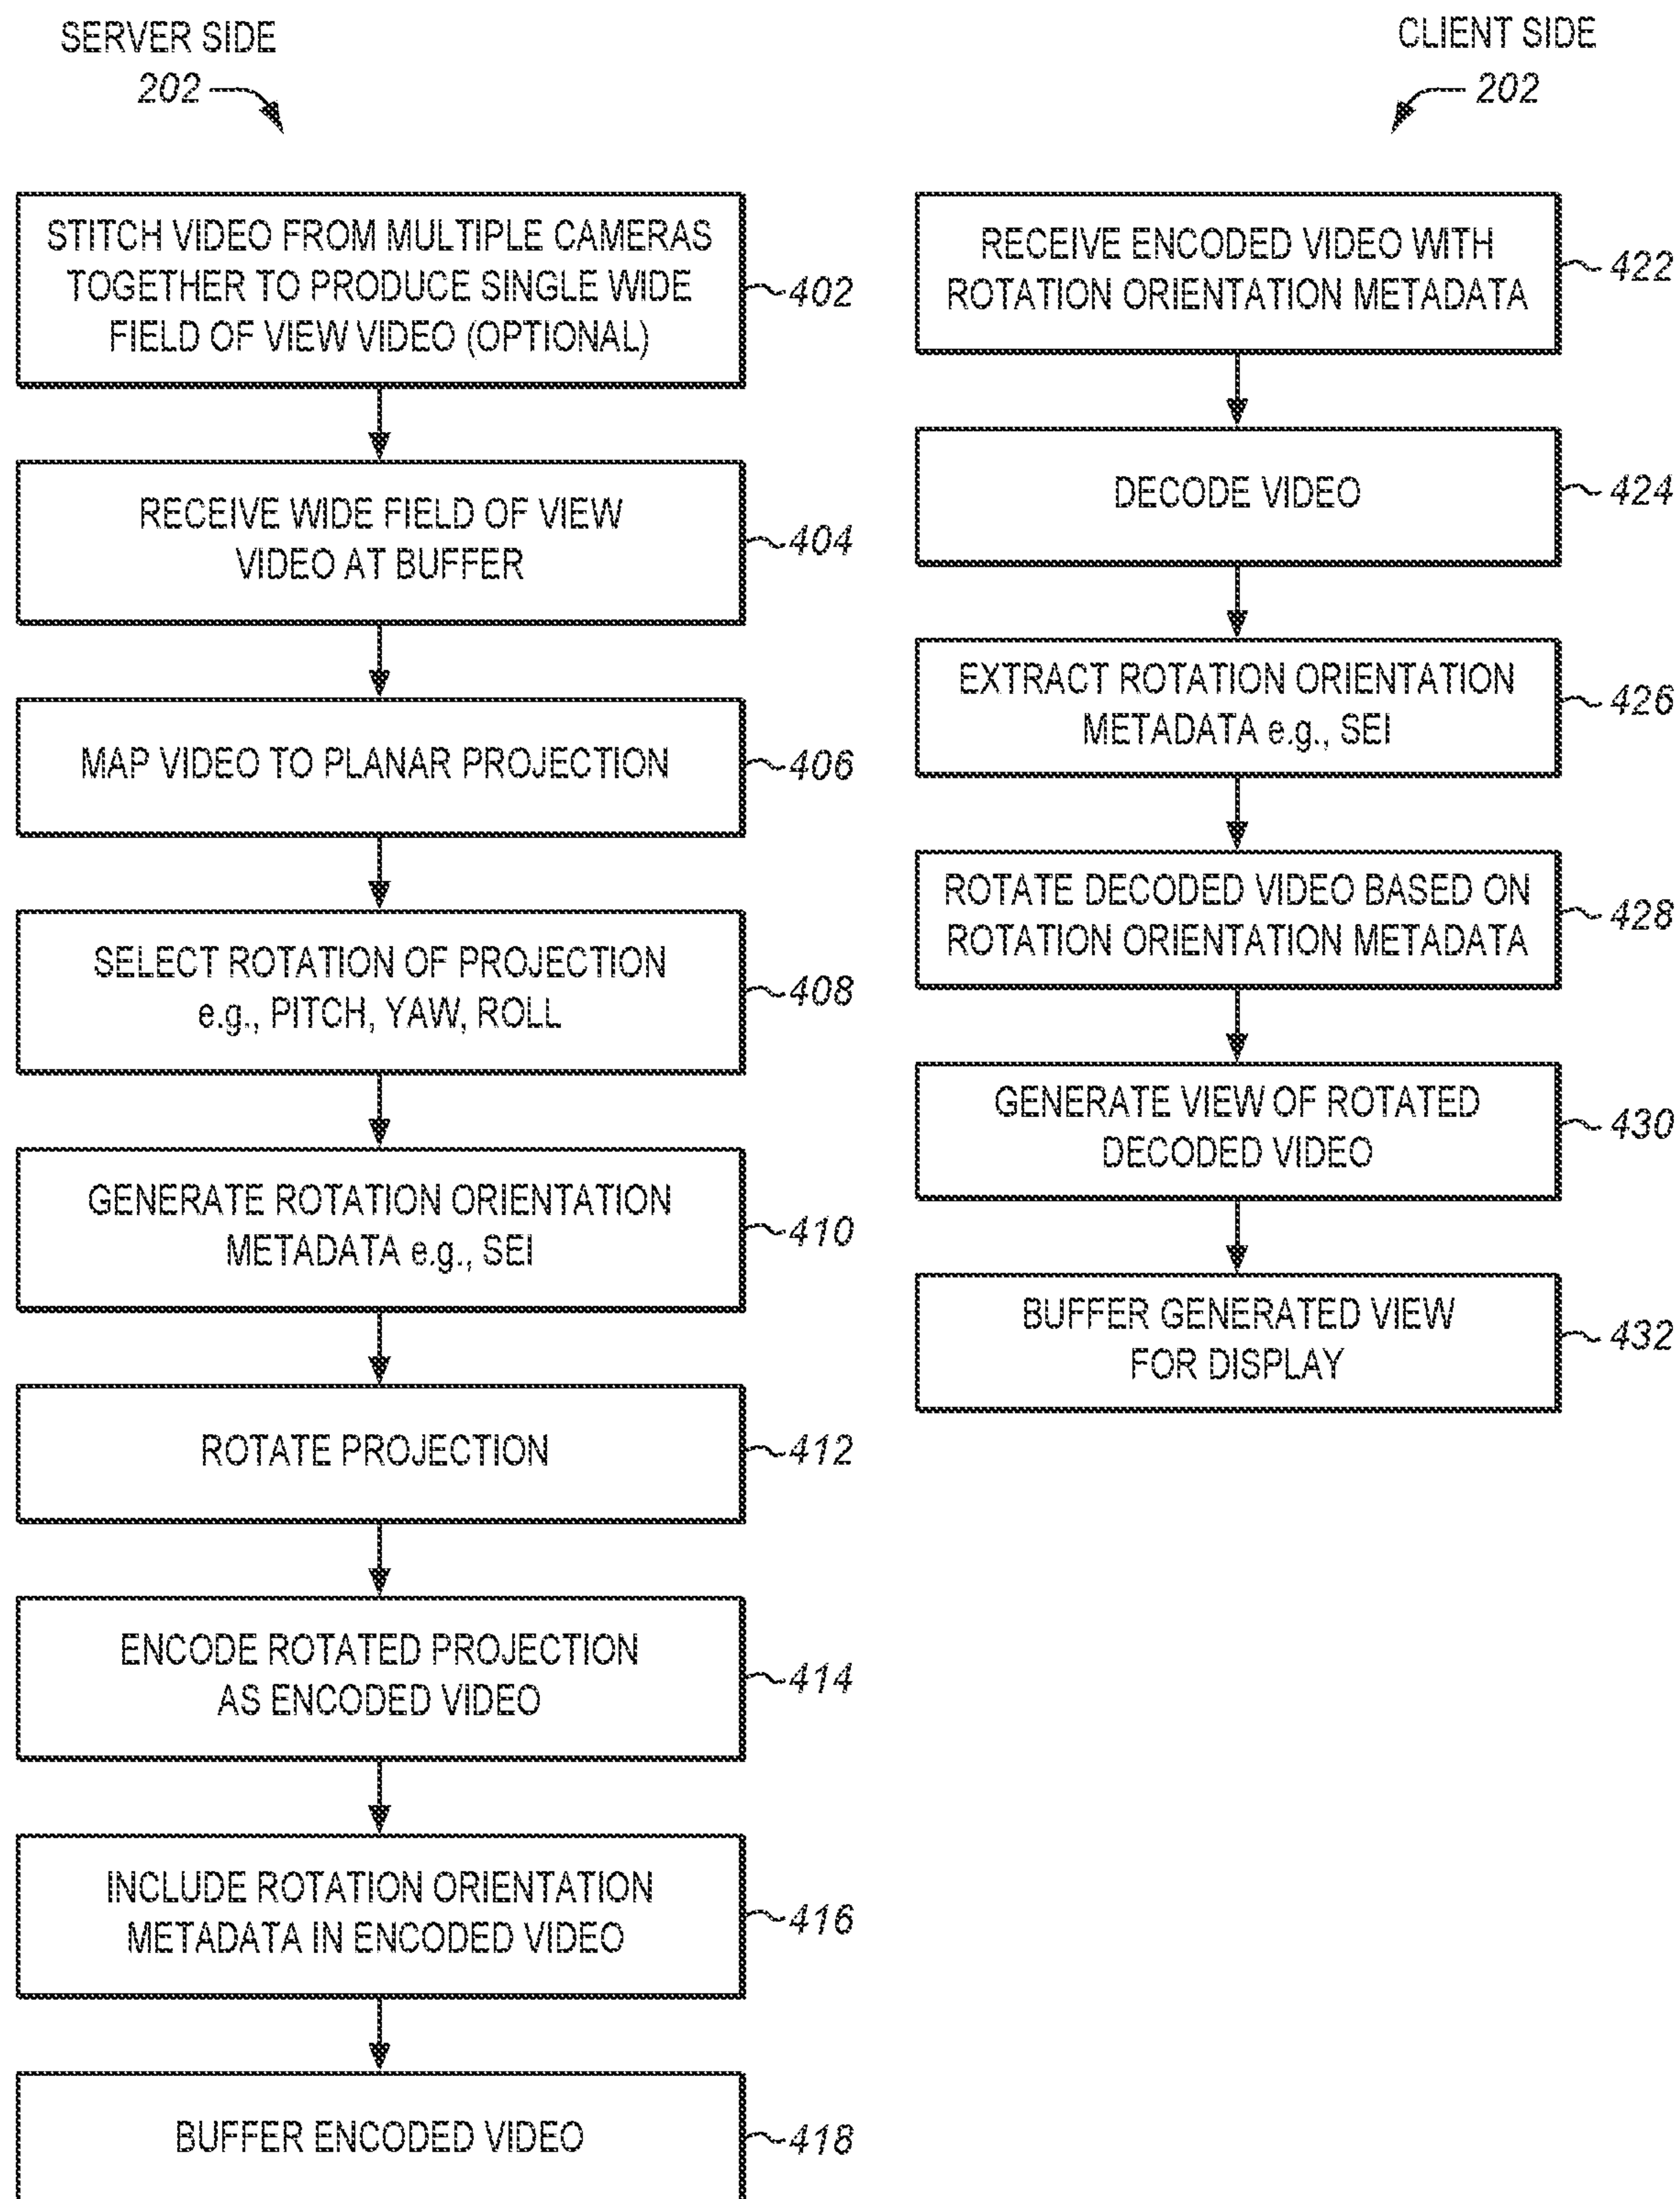 SERVER SIDE
202
STITCH VIDEO FROM MULTIPLE CAMERAS
TOGETHER TO PRODUCE SINGLE WIDE
FIELD OF VIEW VIDEO (OPTIONAL)
402
RECEIVE WIDE FIELD OF VIEW
VIDEO AT BUFFER
404
MAP VIDEO TO PLANAR PROJECTION
406
SELECT ROTATION OF PROJECTION
e.g., PITCH, YAW, ROLL
408
GENERATE ROTATION ORIENTATION
METADATA e.g., SEI
410
ROTATE PROJECTION
412
ENCODE ROTATED PROJECTION
AS ENCODED VIDEO
414
INCLUDE ROTATION ORIENTATION
METADATA IN ENCODED VIDEO
416
BUFFER ENCODED VIDEO
418
CLIENT SIDE
202
RECEIVE ENCODED VIDEO WITH
ROTATION ORIENTATION METADATA
422
DECODE VIDEO
424
EXTRACT ROTATION ORIENTATION
METADATA e.g., SEI
426
ROTATE DECODED VIDEO BASED ON
ROTATION ORIENTATION METADATA
428
GENERATE VIEW OF ROTATED
DECODED VIDEO
430
BUFFER GENERATED VIEW
FOR DISPLAY
432